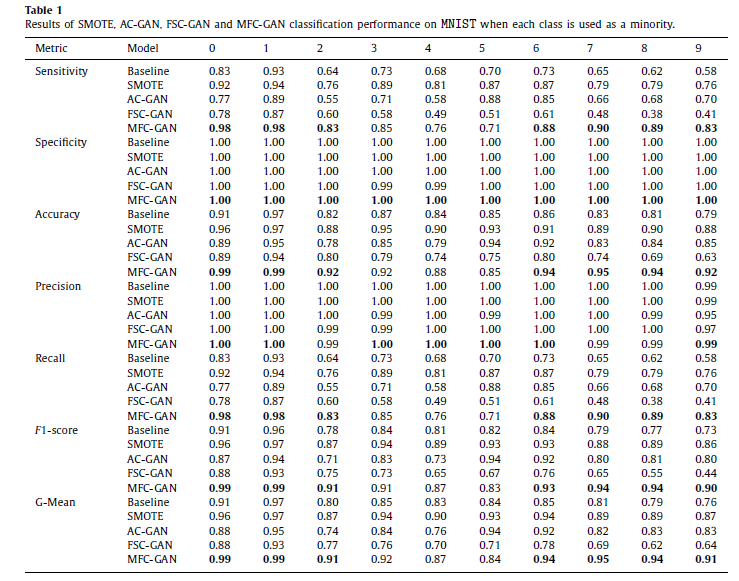 Table 1
Results of SMOTE, AC-GAN, FSC-GAN and MFC-GAN classification performance on MNIST when each class is used as a minority.
Metric Model 0 1 2 3 4 5 6 7 8 9
Sensitivity Baseline 0.83 0.93 0.64 0.73 0.68 0.70 0.73 0.65 0.62 0.58
SMOTE 0.92 0.94 0.76 0.89 0.81 0.87 0.87 0.79 0.79 0.76
AC-GAN 0.77 0.89 0.55 0.71 0.58 0.88 0.85 0.66 0.68 0.70
FSC-GAN 0.78 0.87 0.60 0.58 0.49 0.51 0.61 0.48 0.38 0.41
MFC-GAN 0.98 0.98 0.83 0.85 0.76 0.71 0.88 0.90 0.89 0.83
Specificity Baseline 1.00 1.00 1.00 1.00 1.00 1.00 1.00 1.00 1.00 1.00
SMOTE 1.00 1.00 1.00 1.00 1.00 1.00 1.00 1.00 1.00 1.00
AC-GAN 1.00 1.00 1.00 1.00 1.00 1.00 1.00 1.00 1.00 1.00
FSC-GAN 1.00 1.00 1.00 0.99 0.99 1.00 1.00 1.00 1.00 1.00
MFC-GAN 1.00 1.00 1.00 1.00 1.00 1.00 1.00 1.00 1.00 1.00
Accuracy Baseline 0.91 0.97 0.82 0.87 0.84 0.85 0.86 0.83 0.81 0.79
SMOTE 0.96 0.97 0.88 0.95 0.90 0.93 0.91 0.89 0.90 0.88
AC-GAN 0.89 0.95 0.78 0.85 0.79 0.94 0.92 0.83 0.84 0.85
FSC-GAN 0.89 0.94 0.80 0.79 0.74 0.75 0.80 0.74 0.69 0.63
MFC-GAN 0.99 0.99 0.92 0.92 0.88 0.85 0.94 0.95 0.94 0.92
Precision Baseline 1.00 1.00 1.00 1.00 1.00 1.00 1.00 1.00 1.00 0.99
SMOTE 1.00 1.00 1.00 1.00 1.00 1.00 1.00 1.00 1.00 0.99
AC-GAN 1.00 1.00 1.00 0.99 1.00 0.99 1.00 1.00 0.99 0.95
FSC-GAN 1.00 1.00 0.99 0.99 1.00 1.00 1.00 1.00 1.00 0.97
MFC-GAN 1.00 1.00 0.99 1.00 1.00 1.00 1.00 0.99 0.99 0.99
Recall Baseline 0.83 0.93 0.64 0.73 0.68 0.70 0.73 0.65 0.62 0.58
SMOTE 0.92 0.94 0.76 0.89 0.81 0.87 0.87 0.79 0.79 0.76
AC-GAN 0.77 0.89 0.55 0.71 0.58 0.88 0.85 0.66 0.68 0.70
FSC-GAN 0.78 0.87 0.60 0.58 0.49 0.51 0.61 0.48 0.38 0.41
MFC-GAN 0.98 0.98 0.83 0.85 0.76 0.71 0.88 0.90 0.89 0.83
F1-score Baseline 0.91 0.96 0.78 0.84 0.81 0.82 0.84 0.79 0.77 0.73
SMOTE 0.96 0.97 0.87 0.94 0.89 0.93 0.93 0.88 0.89 0.86
AC-GAN 0.87 0.94 0.71 0.83 0.73 0.94 0.92 0.80 0.81 0.80
FSC-GAN 0.88 0.93 0.75 0.73 0.65 0.67 0.76 0.65 0.55 0.44
MFC-GAN 0.99 0.99 0.91 0.91 0.87 0.83 0.93 0.94 0.94 0.90
G-Mean Baseline 0.91 0.97 0.80 0.85 0.83 0.84 0.85 0.81 0.79 0.76
SMOTE 0.96 0.97 0.87 0.94 0.90 0.93 0.94 0.89 0.89 0.87
AC-GAN 0.88 0.95 0.74 0.84 0.76 0.94 0.92 0.82 0.83 0.83
FSC-GAN 0.88 0.93 0.77 0.76 0.70 0.71 0.78 0.69 0.62 0.64
MFC-GAN 0.99 0.99 0.91 0.92 0.87 0.84 0.94 0.95 0.94 0.91